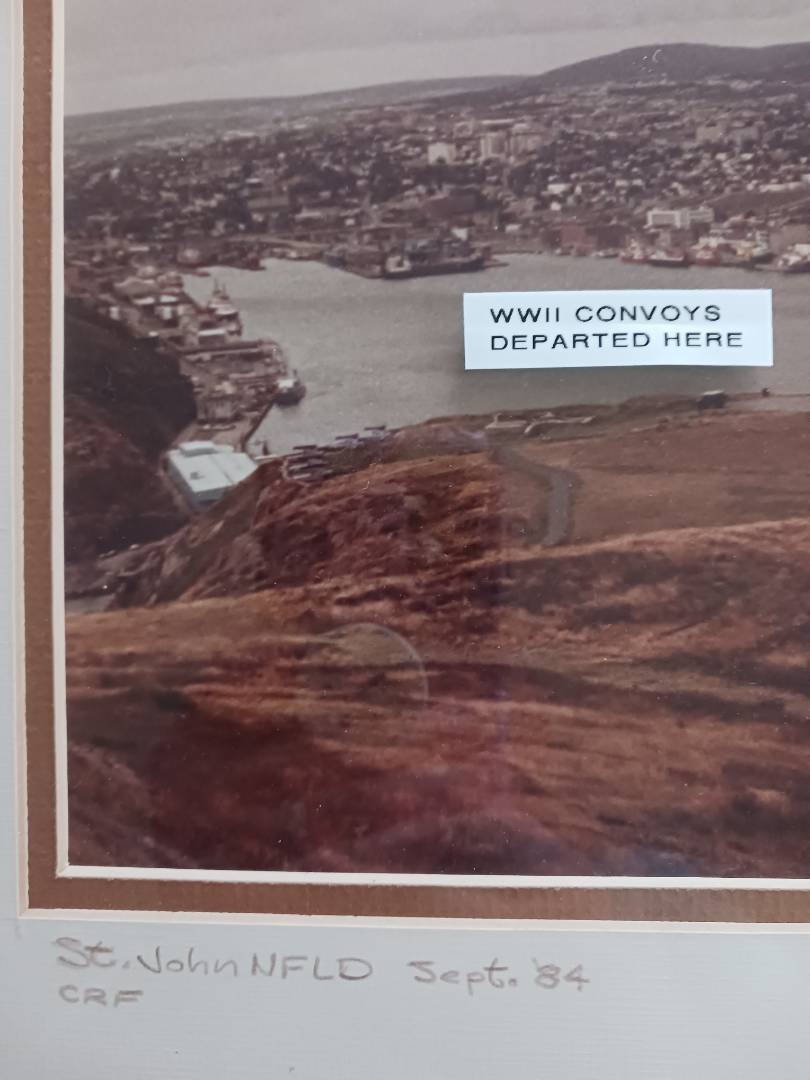 WWII CONVOYS
DEPARTED HERE
St. John NFLD Sept. '84
CRF